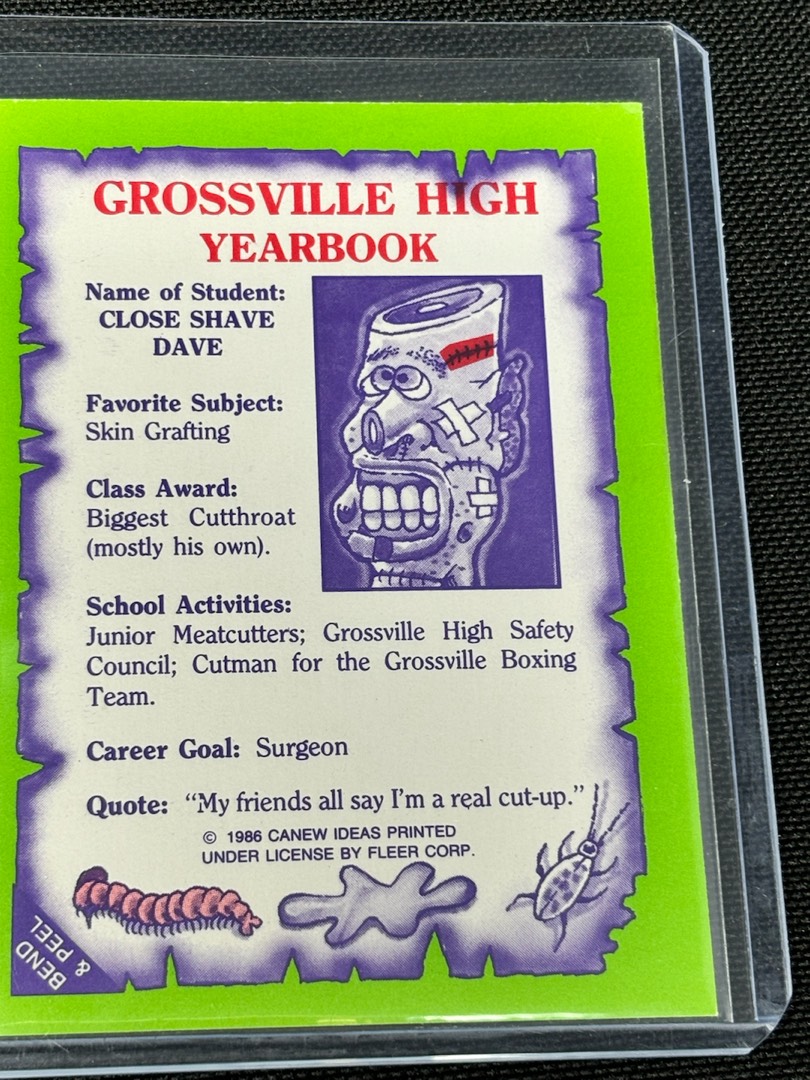 GROSSVILLE HIGH
YEARBOOK
Name of Student:
CLOSE SHAVE
DAVE
Favorite Subject:
Skin Grafting
Class Award:
Biggest Cutthroat
(mostly his own).
School Activities:
Junior Meatcutters; Grossville High Safety
Council; Cutman for the Grossville Boxing
Team.
Career Goal: Surgeon
Quote: “My friends all say I'm a real cut-up.”
© 1986 CANEW IDEAS PRINTED
UNDER LICENSE BY FLEER CORP.
BEND
& PEEL